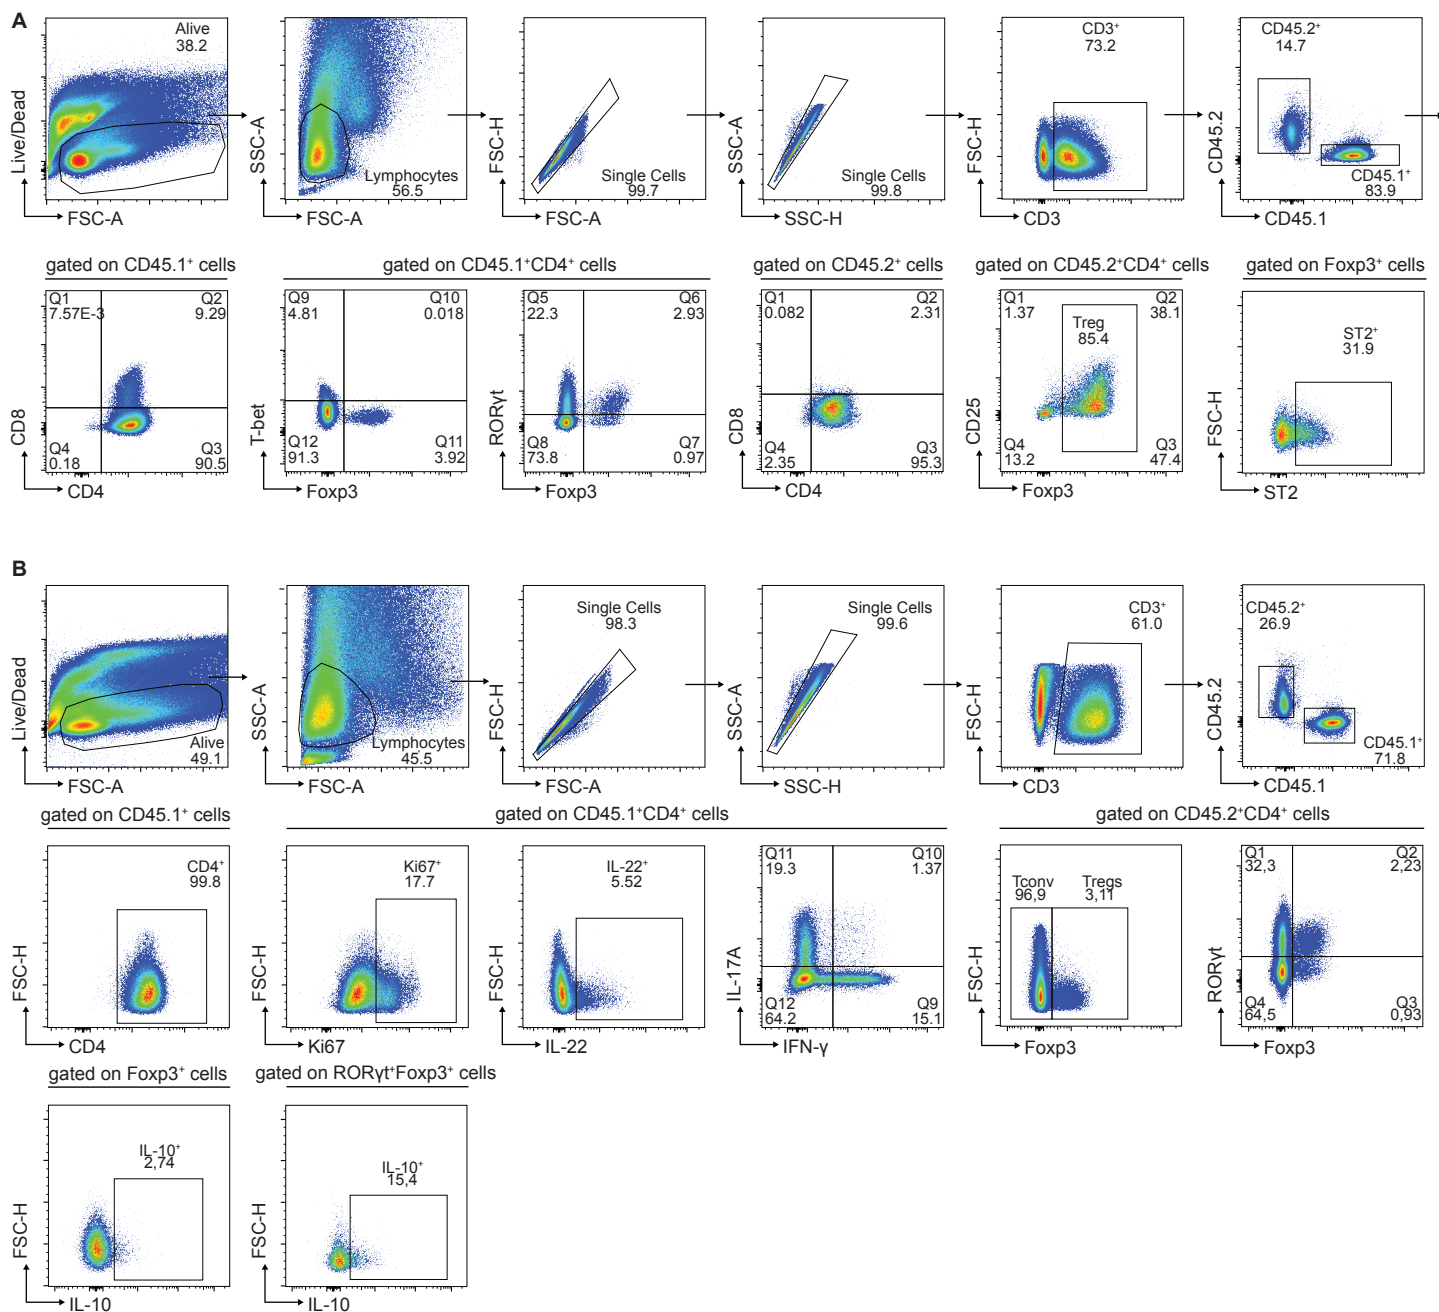 A
Alive
38.2
Live/Dead
FSC-A
SSC-A
Lymphocytes
56.5
FSC-A
FSC-H
Single Cells
99.7
FSC-A
SSC-A
Single Cells
99.8
SSC-H
CD3⁺
73.2
FSC-H
CD3
CD45.2⁺
14.7
CD45.2
CD45.1⁺
83.9
CD45.1
gated on CD45.1⁺ cells
Q1
7.57E-3
Q2
9.29
CD8
Q4
0.18
Q3
90.5
CD4
gated on CD45.1⁺CD4⁺ cells
Q9
4.81
Q10
0.018
T-bet
Q12
91.3
Q11
3.92
Foxp3
Q5
22.3
Q6
2.93
RORγt
Q8
73.8
Q7
0.97
Foxp3
gated on CD45.2⁺ cells
Q1
0.082
Q2
2.31
CD8
Q4
2.35
Q3
95.3
CD4
gated on CD45.2⁺CD4⁺ cells
Q1
1.37
Q2
38.1
Treg
85.4
CD25
Q4
13.2
Q3
47.4
Foxp3
gated on Foxp3⁺ cells
ST2⁺
31.9
FSC-H
ST2
B
Live/Dead
Alive
49.1
FSC-A
SSC-A
Lymphocytes
45.5
FSC-A
Single Cells
98.3
FSC-H
FSC-A
Single Cells
99.6
SSC-A
SSC-H
CD3⁺
61.0
FSC-H
CD3
CD45.2⁺
26.9
CD45.2
CD45.1⁺
71.8
CD45.1
gated on CD45.1⁺ cells
CD4⁺
99.8
FSC-H
CD4
gated on CD45.1⁺CD4⁺ cells
Ki67⁺
17.7
FSC-H
Ki67
IL-22⁺
5.52
FSC-H
IL-22
Q11
19.3
Q10
1.37
IL-17A
Q12
64.2
Q9
15.1
IFN-γ
gated on CD45.2⁺CD4⁺ cells
Tconv
96,9
Tregs
3,11
FSC-H
Foxp3
Q1
32,3
Q2
2,23
RORγt
Q4
64,5
Q3
0,93
Foxp3
gated on Foxp3⁺ cells
IL-10⁺
2,74
FSC-H
IL-10
gated on RORγt⁺Foxp3⁺ cells
IL-10⁺
15,4
FSC-H
IL-10